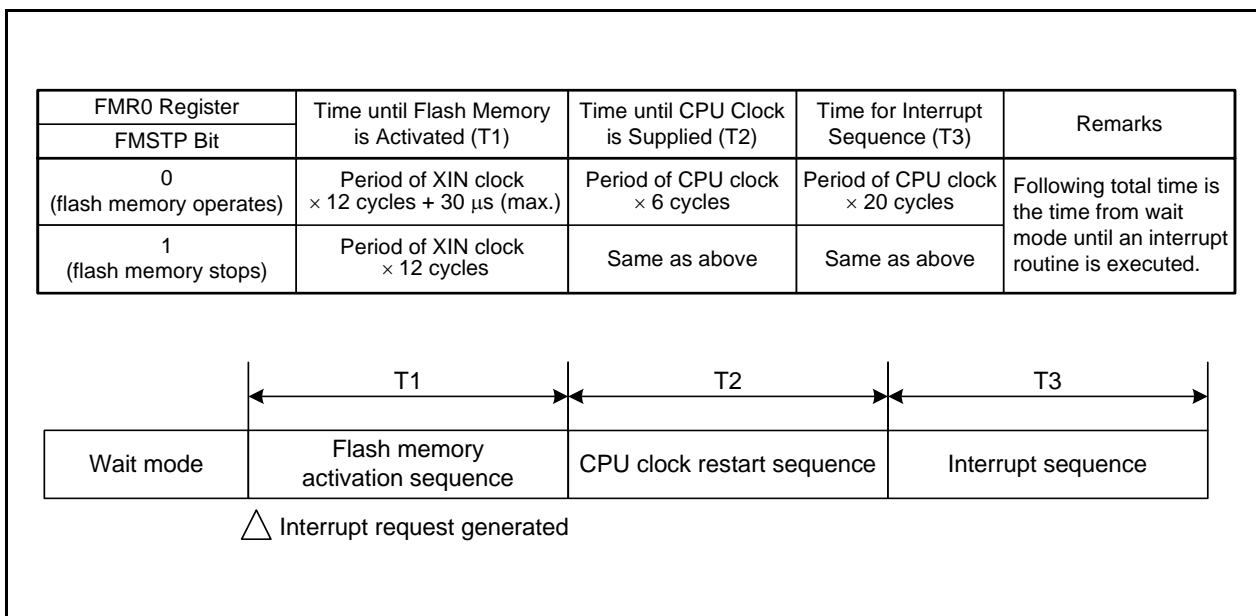 FMR0 Register
FMSTP Bit
Time until Flash Memory
is Activated (T1)
Time until CPU Clock
is Supplied (T2)
Time for Interrupt
Sequence (T3)
Remarks
0
(flash memory operates)
Period of XIN clock
× 12 cycles + 30 μs (max.)
Period of CPU clock
× 6 cycles
Period of CPU clock
× 20 cycles
Following total time is
the time from wait
mode until an interrupt
routine is executed.
1
(flash memory stops)
Period of XIN clock
× 12 cycles
Same as above
Same as above
T1
T2
T3
Wait mode
Flash memory
activation sequence
CPU clock restart sequence
Interrupt sequence
Interrupt request generated